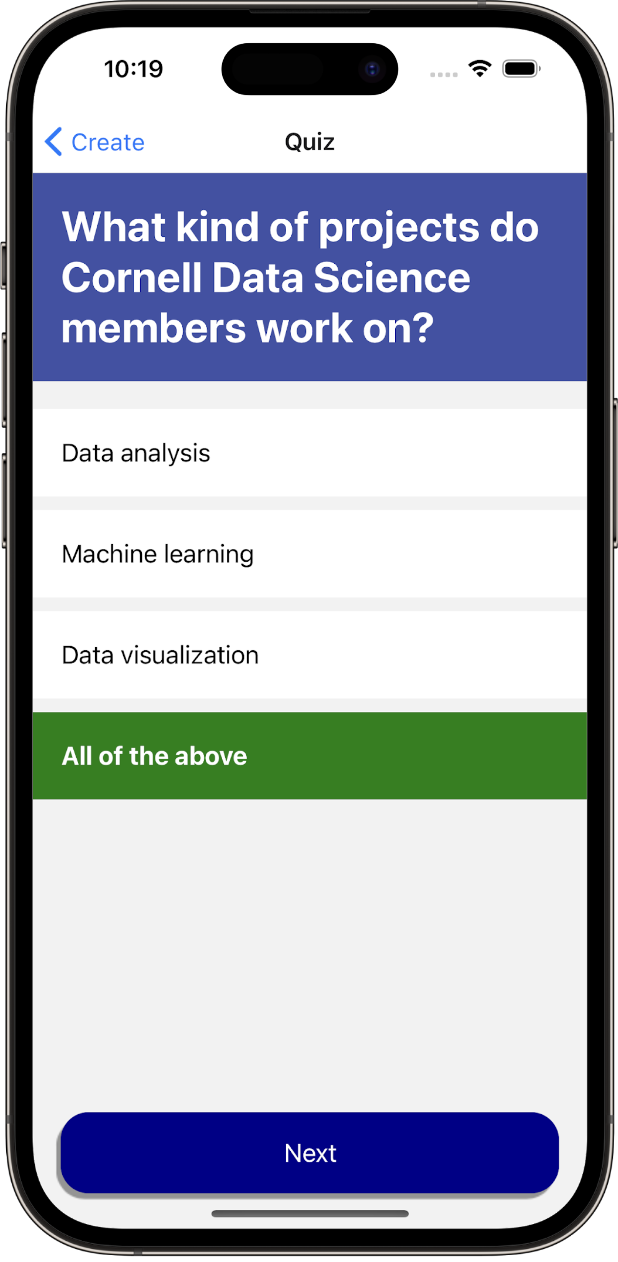 10:19
Create
Quiz
What kind of projects do
Cornell Data Science
members work on?
Data analysis
Machine learning
Data visualization
All of the above
Next